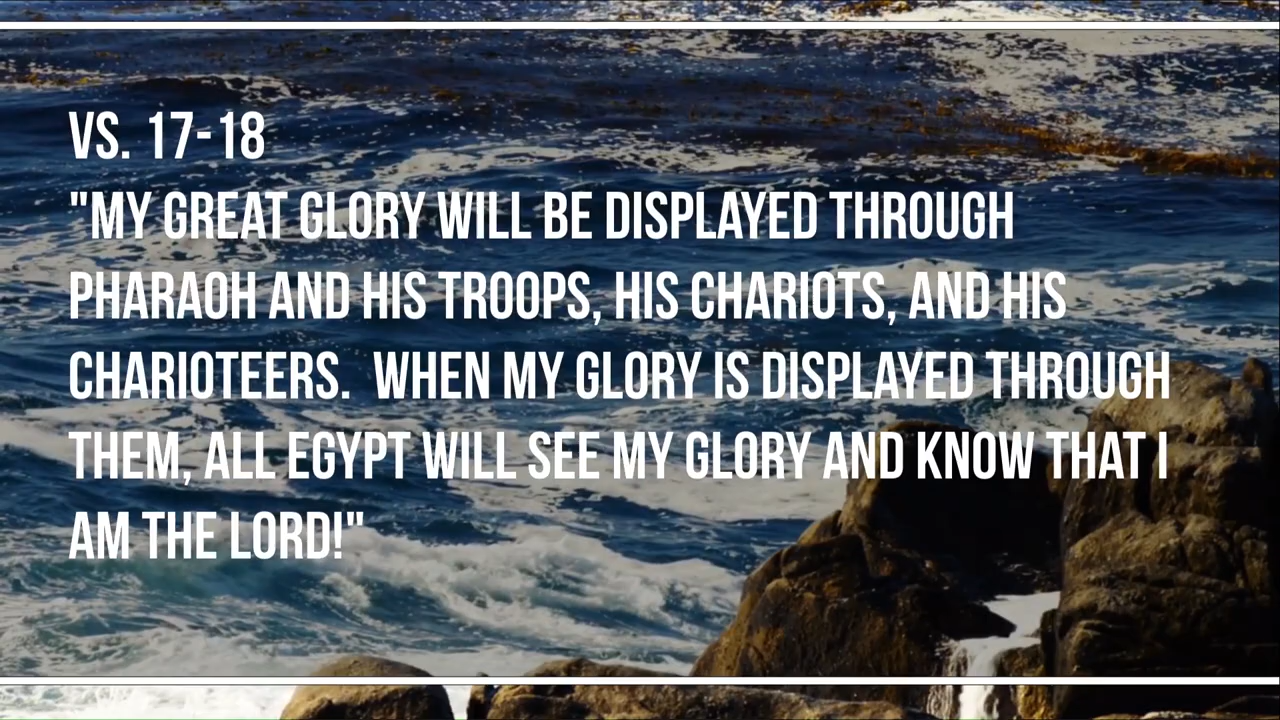 VS. 17-18
"MY GREAT GLORY WILL BE DISPLAYED THROUGH
PHARAOH AND HIS TROOPS, HIS CHARIOTS, AND HIS
CHARIOTEERS.  WHEN MY GLORY IS DISPLAYED THROUGH
THEM, ALL EGYPT WILL SEE MY GLORY AND KNOW THAT I
AM THE LORD!"